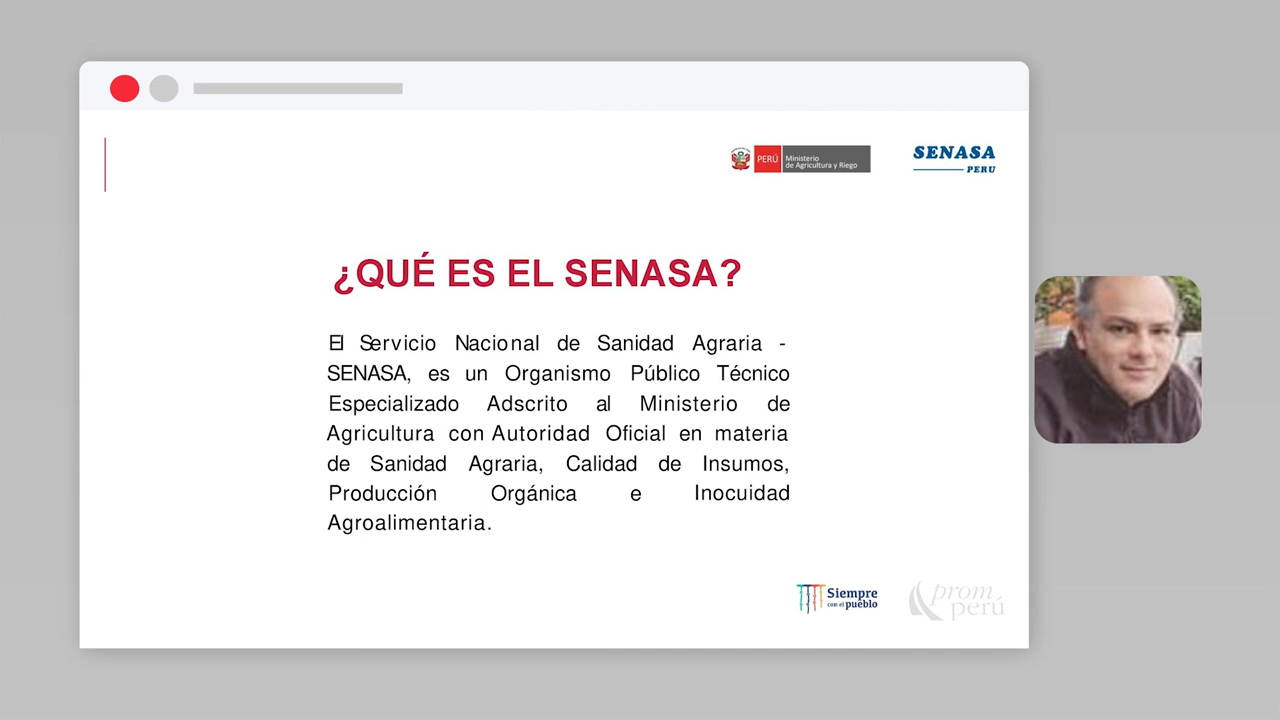 PERÚ
Ministerio
de Agricultura y Riego
SENASA
PERU
¿QUÉ ES EL SENASA?
El Servicio Nacional de Sanidad Agraria -
SENASA, es un Organismo Público Técnico
Especializado Adscrito al Ministerio de
Agricultura con Autoridad Oficial en materia
de Sanidad Agraria, Calidad de Insumos,
Producción Orgánica e Inocuidad
Agroalimentaria.
Siempre
con el pueblo
prom
perú